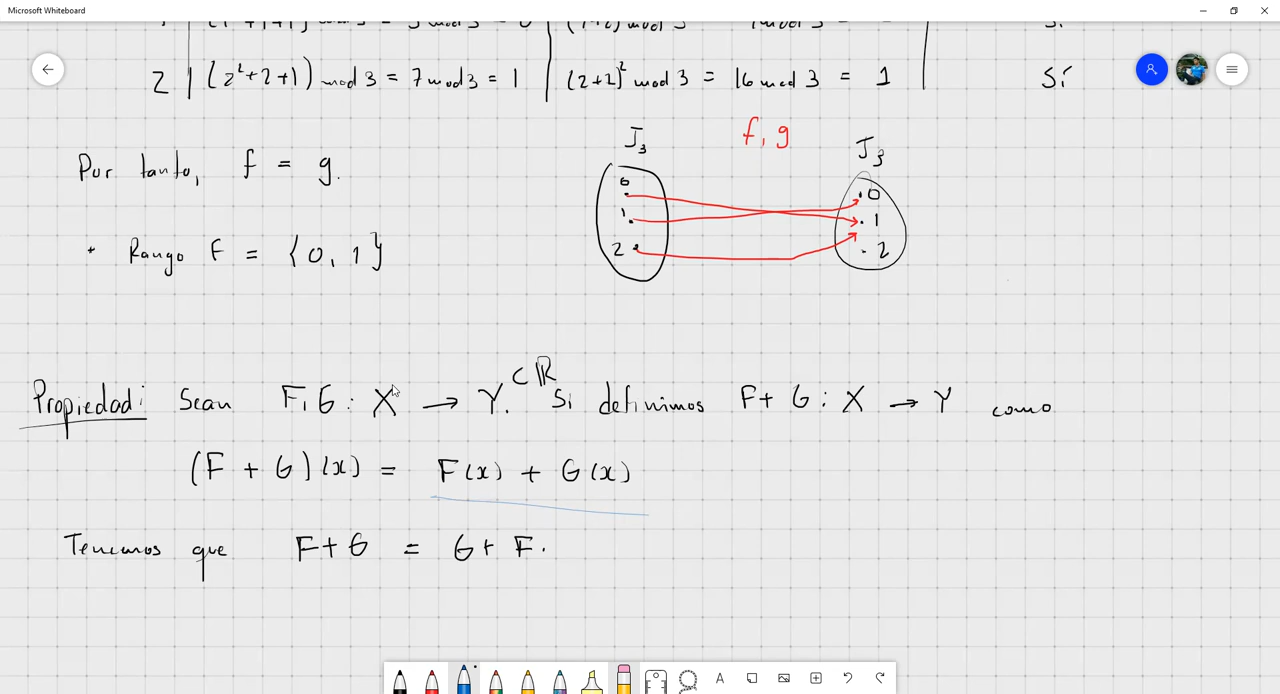 Microsoft Whiteboard
2 | (2²+2+1) mod 3 = 7 mod 3 = 1 | (2+2)² mod 3 = 16 mod 3 = 1 | Sí
J₃ f, g J₃
Por tanto, f = g.
0 0
1 1
2 2
* Rango F = {0, 1}
Propiedad: Sean F, G : X → Y. ⊂ ℝ Si definimos F + G : X → Y como
(F + G)(x) = F(x) + G(x)
Tenemos que F + G = G + F.
A